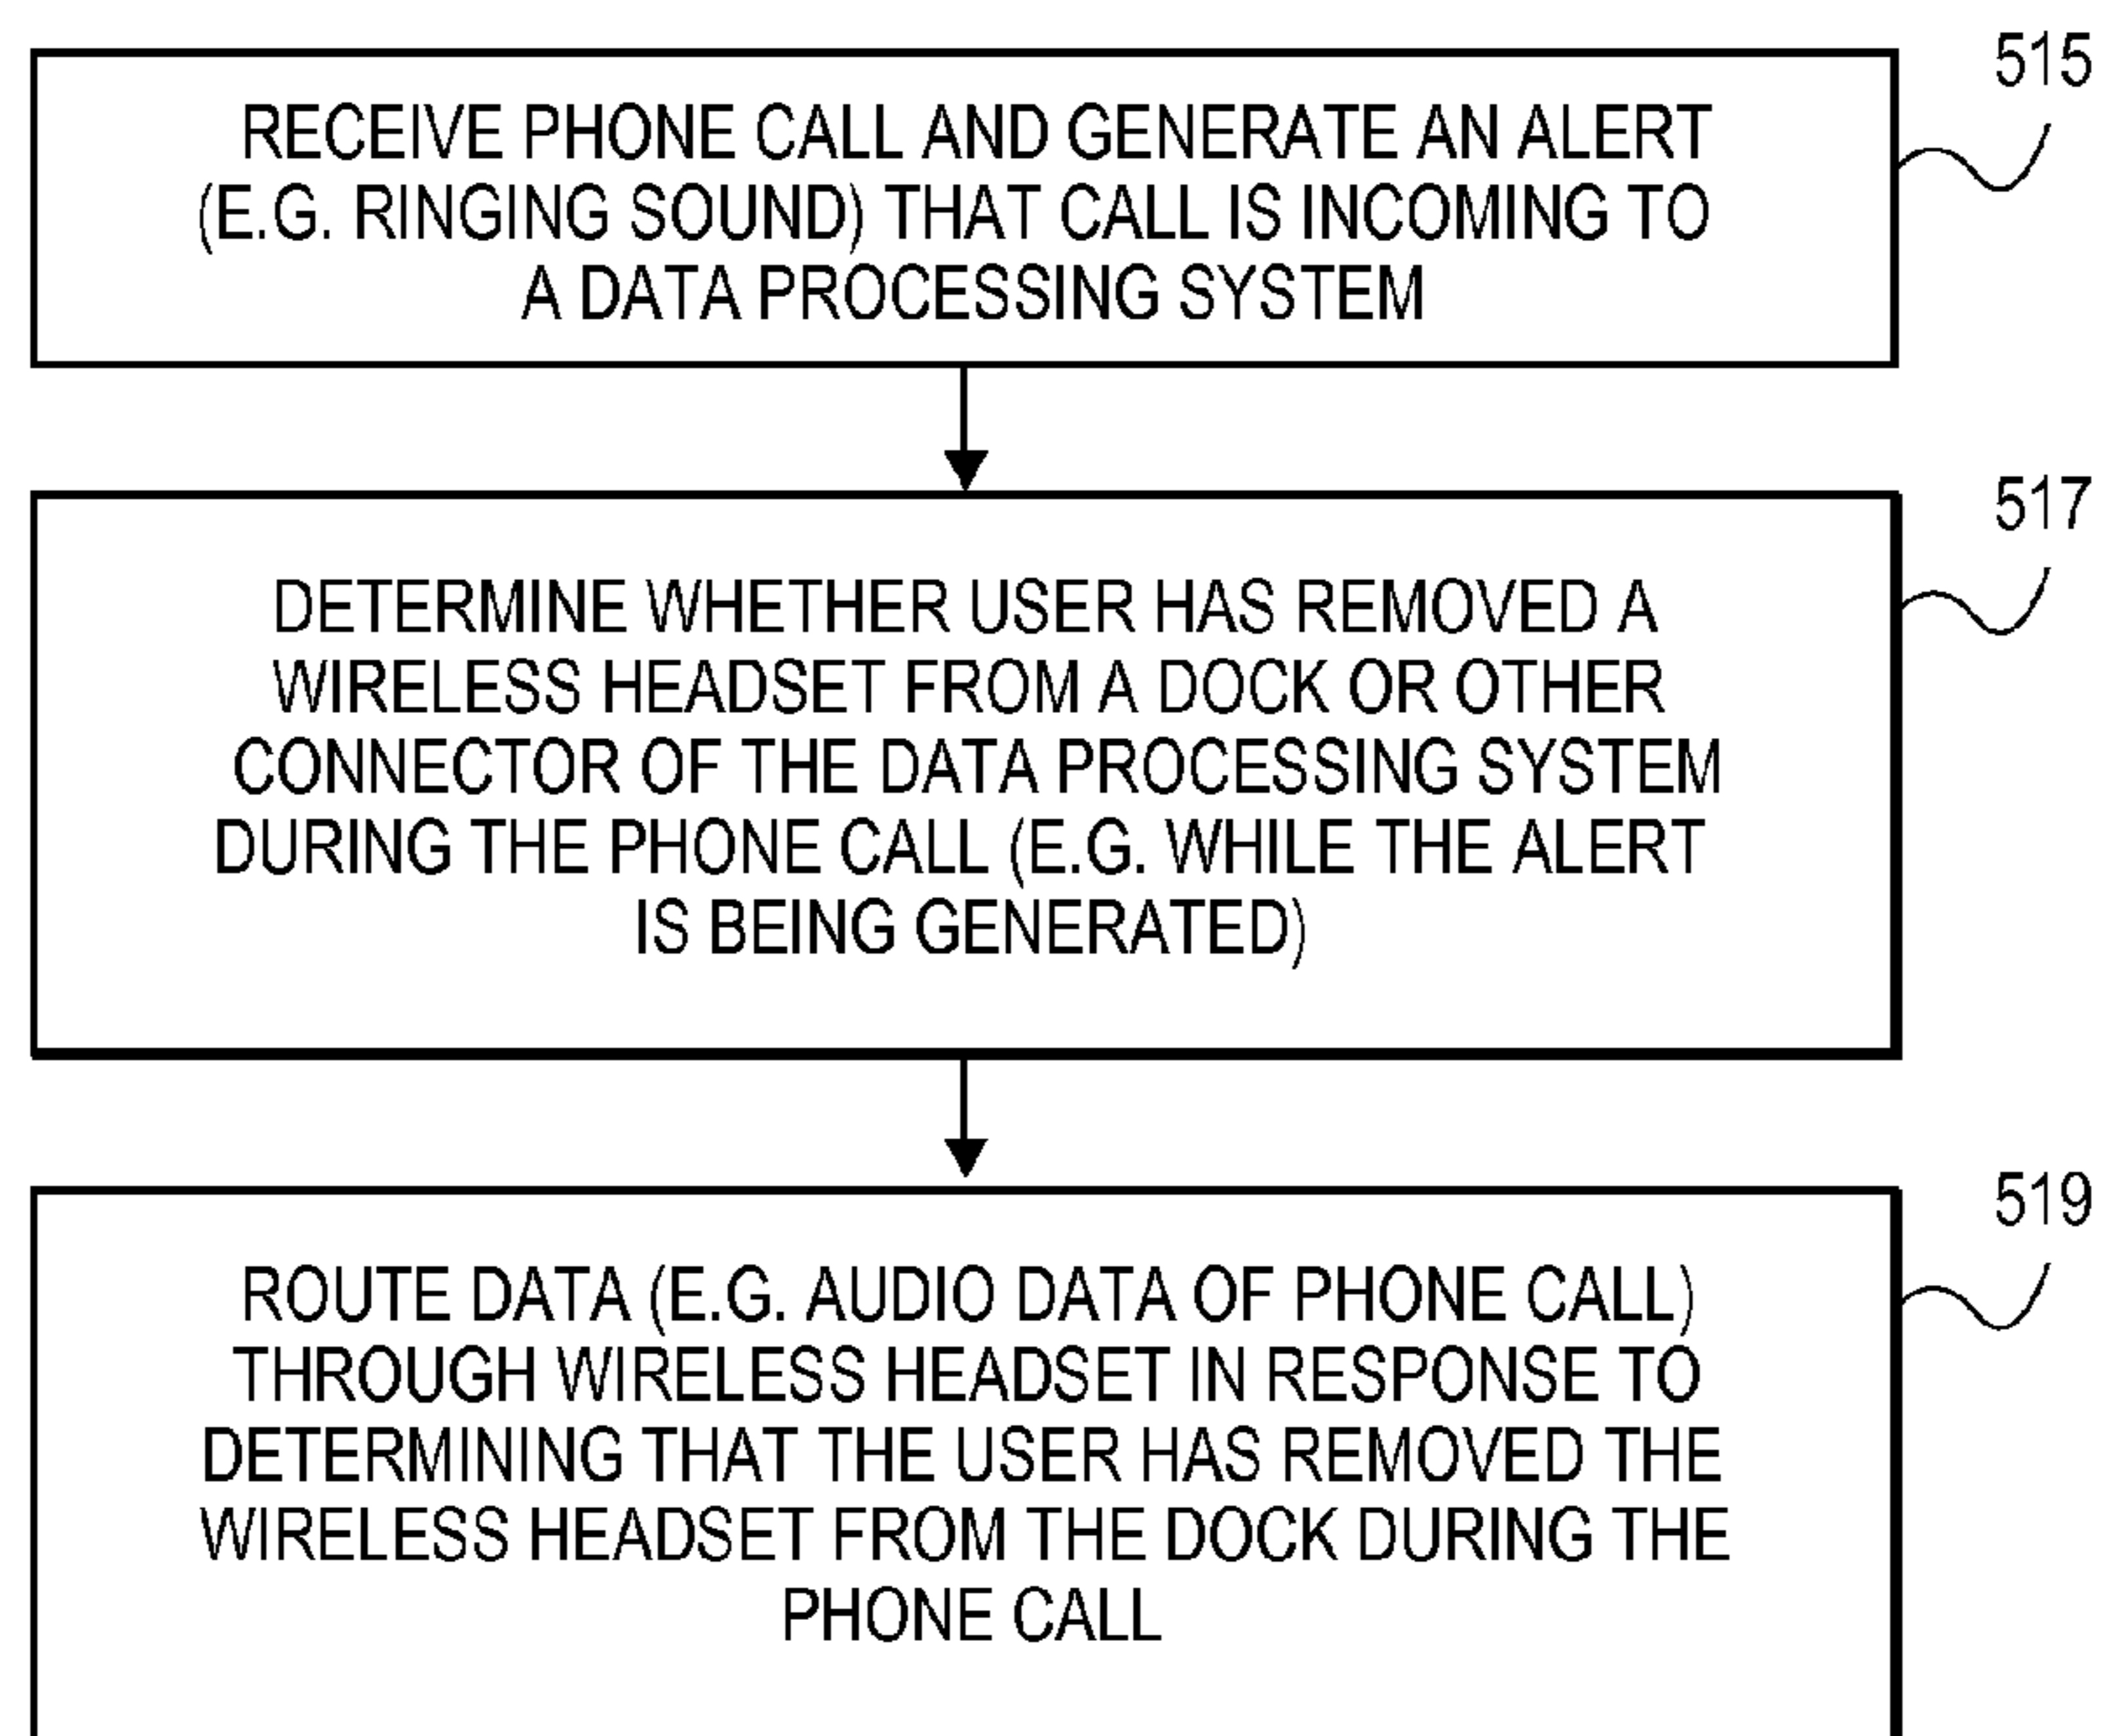 515
RECEIVE PHONE CALL AND GENERATE AN ALERT
(E.G. RINGING SOUND) THAT CALL IS INCOMING TO
A DATA PROCESSING SYSTEM
517
DETERMINE WHETHER USER HAS REMOVED A
WIRELESS HEADSET FROM A DOCK OR OTHER
CONNECTOR OF THE DATA PROCESSING SYSTEM
DURING THE PHONE CALL (E.G. WHILE THE ALERT
IS BEING GENERATED)
519
ROUTE DATA (E.G. AUDIO DATA OF PHONE CALL)
THROUGH WIRELESS HEADSET IN RESPONSE TO
DETERMINING THAT THE USER HAS REMOVED THE
WIRELESS HEADSET FROM THE DOCK DURING THE
PHONE CALL